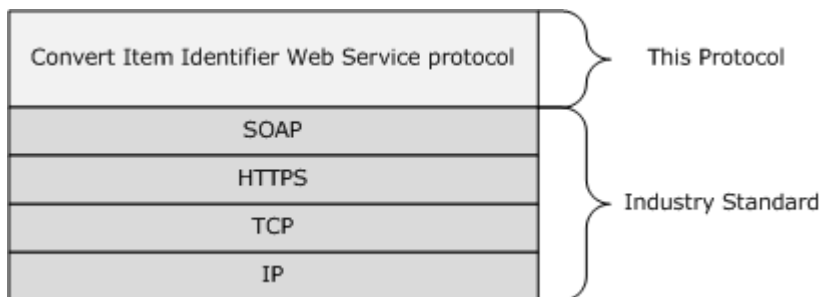 Convert Item Identifier Web Service protocol
This Protocol
SOAP
HTTPS
TCP
IP
Industry Standard